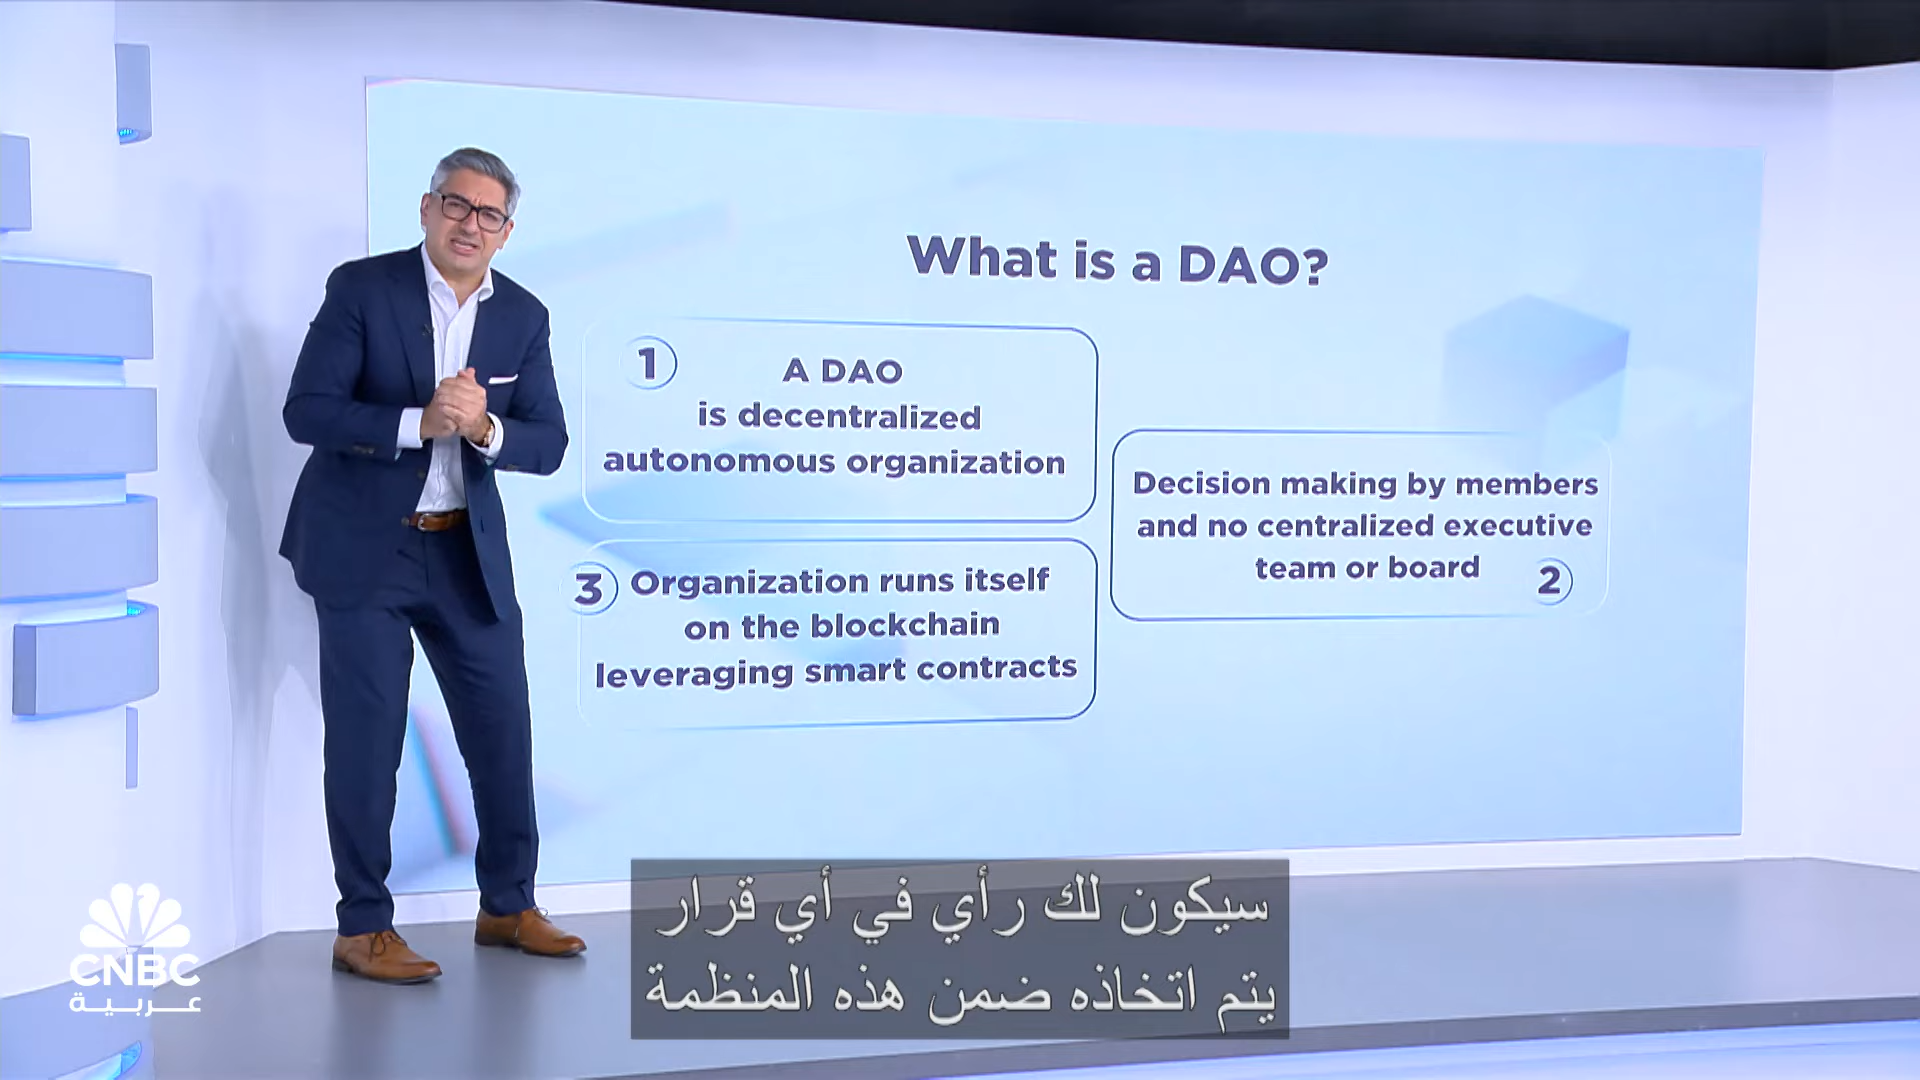 What is a DAO?
1
A DAO
is decentralized
autonomous organization
Decision making by members
and no centralized executive
team or board
2
3
Organization runs itself
on the blockchain
leveraging smart contracts
سيكون لك رأي في أي قرار
يتم اتخاذه ضمن هذه المنظمة
CNBC
عربية